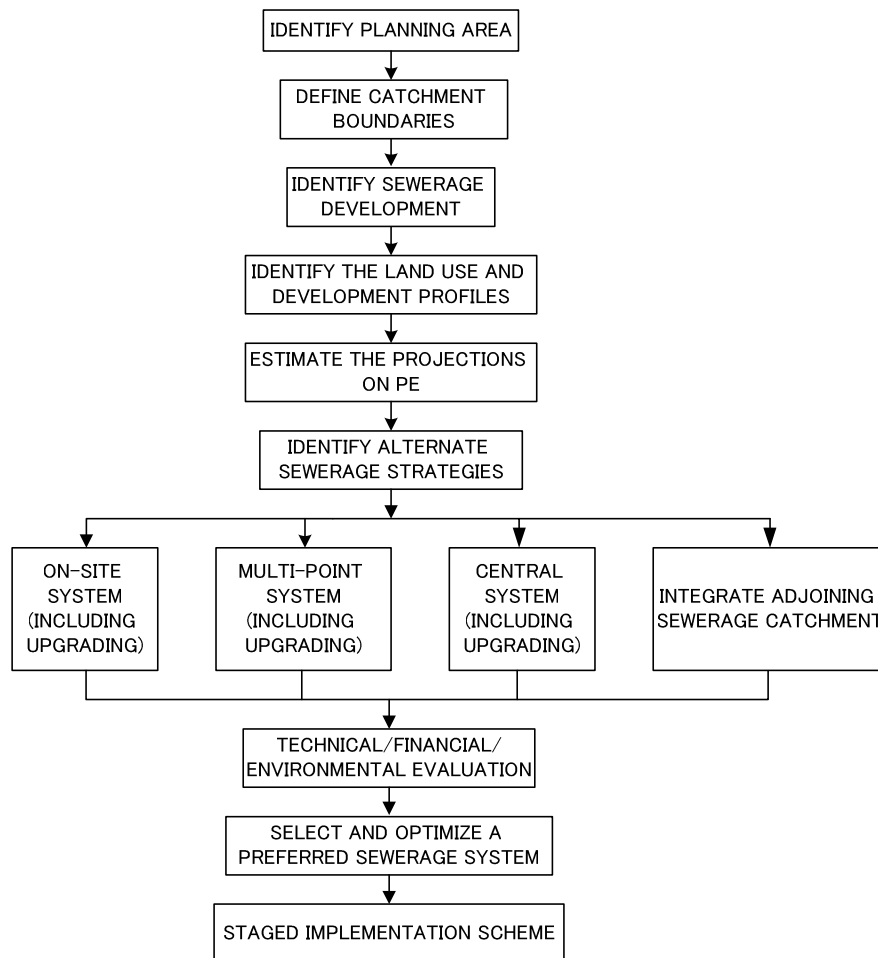 IDENTIFY PLANNING AREA
DEFINE CATCHMENT
BOUNDARIES
IDENTIFY SEWERAGE
DEVELOPMENT
IDENTIFY THE LAND USE AND
DEVELOPMENT PROFILES
ESTIMATE THE PROJECTIONS
ON PE
IDENTIFY ALTERNATE
SEWERAGE STRATEGIES
ON-SITE
SYSTEM
(INCLUDING
UPGRADING)
MULTI-POINT
SYSTEM
(INCLUDING
UPGRADING)
CENTRAL
SYSTEM
(INCLUDING
UPGRADING)
INTEGRATE ADJOINING
SEWERAGE CATCHMENT
TECHNICAL/FINANCIAL/
ENVIRONMENTAL EVALUATION
SELECT AND OPTIMIZE A
PREFERRED SEWERAGE SYSTEM
STAGED IMPLEMENTATION SCHEME